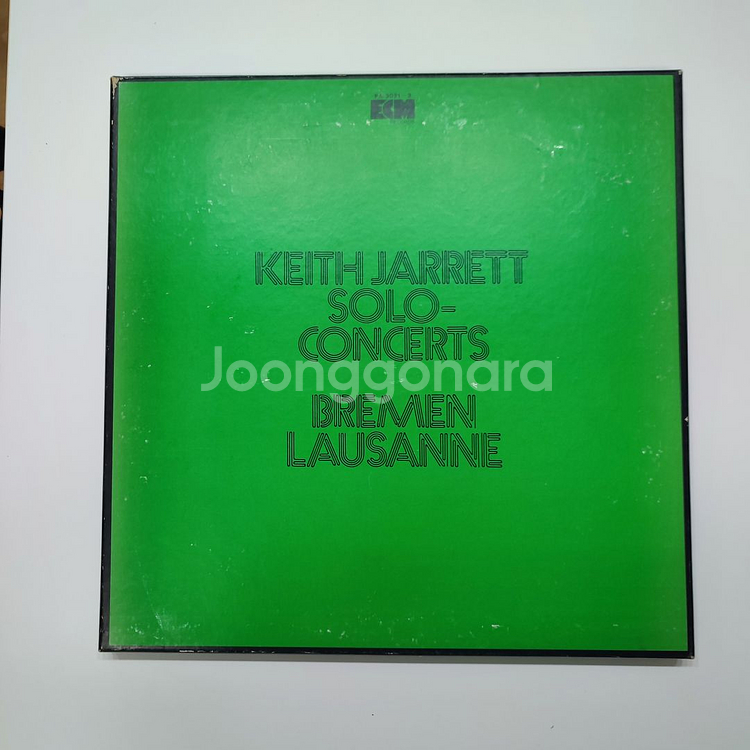 ECM
KEITH JARRETT
SOLO-
CONCERTS
Joonggonara
BREMEN
LAUSANNE